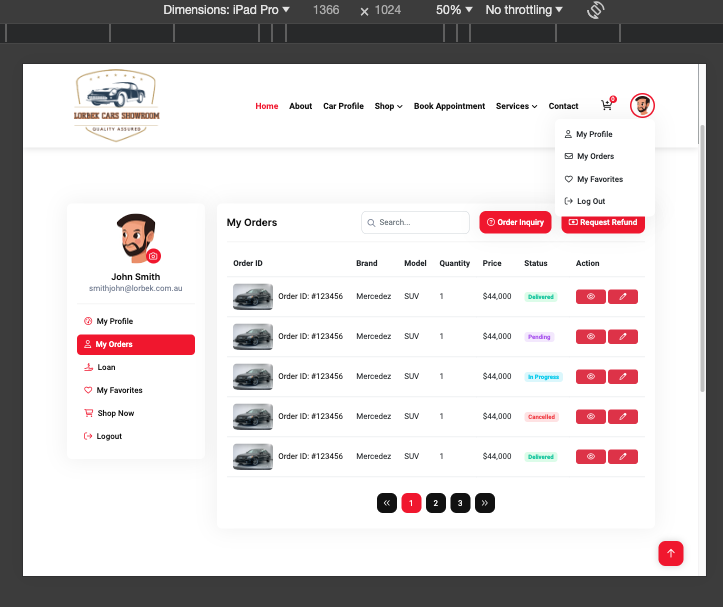 Dimensions: iPad Pro ▼ 1366 × 1024 50% ▼ No throttling ▼
LORBEK CARS SHOWROOM
QUALITY ASSURED
Home About Car Profile Shop Book Appointment Services Contact 0
My Profile
My Orders
My Favorites
Log Out
John Smith
smithjohn@lorbek.com.au
My Profile
My Orders
Loan
My Favorites
Shop Now
Logout
My Orders Search... Order Inquiry Request Refund
Order ID Brand Model Quantity Price Status Action
Order ID: #123456 Mercedez SUV 1 $44,000 Delivered
Order ID: #123456 Mercedez SUV 1 $44,000 Pending
Order ID: #123456 Mercedez SUV 1 $44,000 In Progress
Order ID: #123456 Mercedez SUV 1 $44,000 Cancelled
Order ID: #123456 Mercedez SUV 1 $44,000 Delivered
« 1 2 3 »